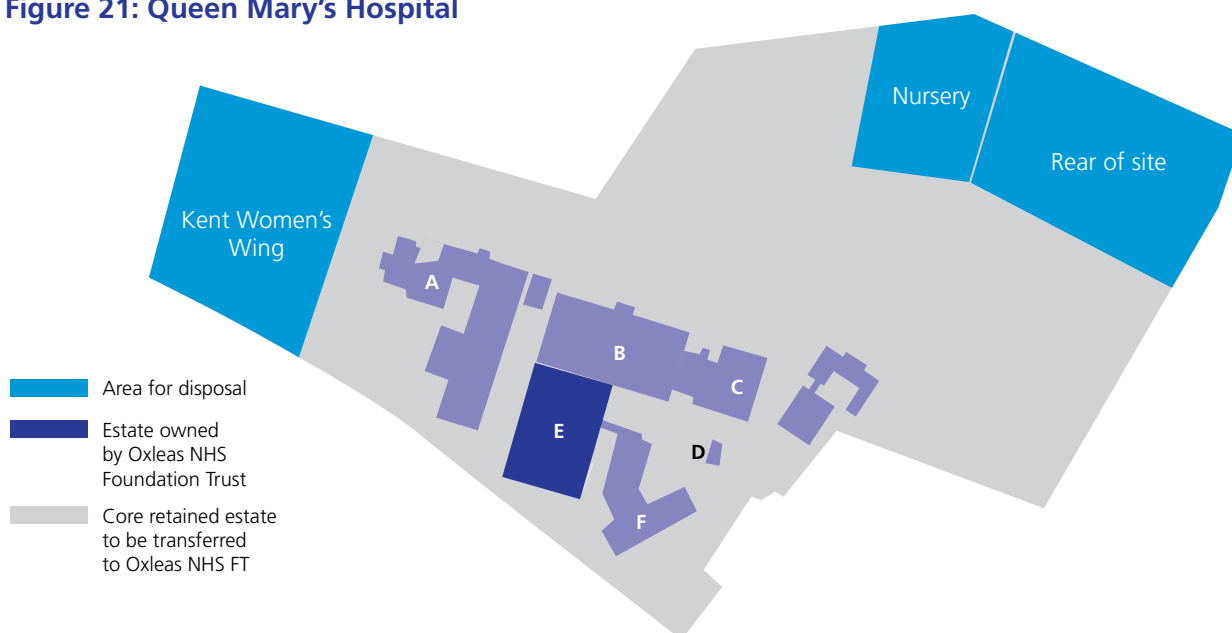 Figure 21: Queen Mary's Hospital
Nursery
Rear of site
Kent Women's
Wing
A
B
C
D
E
F
Area for disposal
Estate owned
by Oxleas NHS
Foundation Trust
Core retained estate
to be transferred
to Oxleas NHS FT